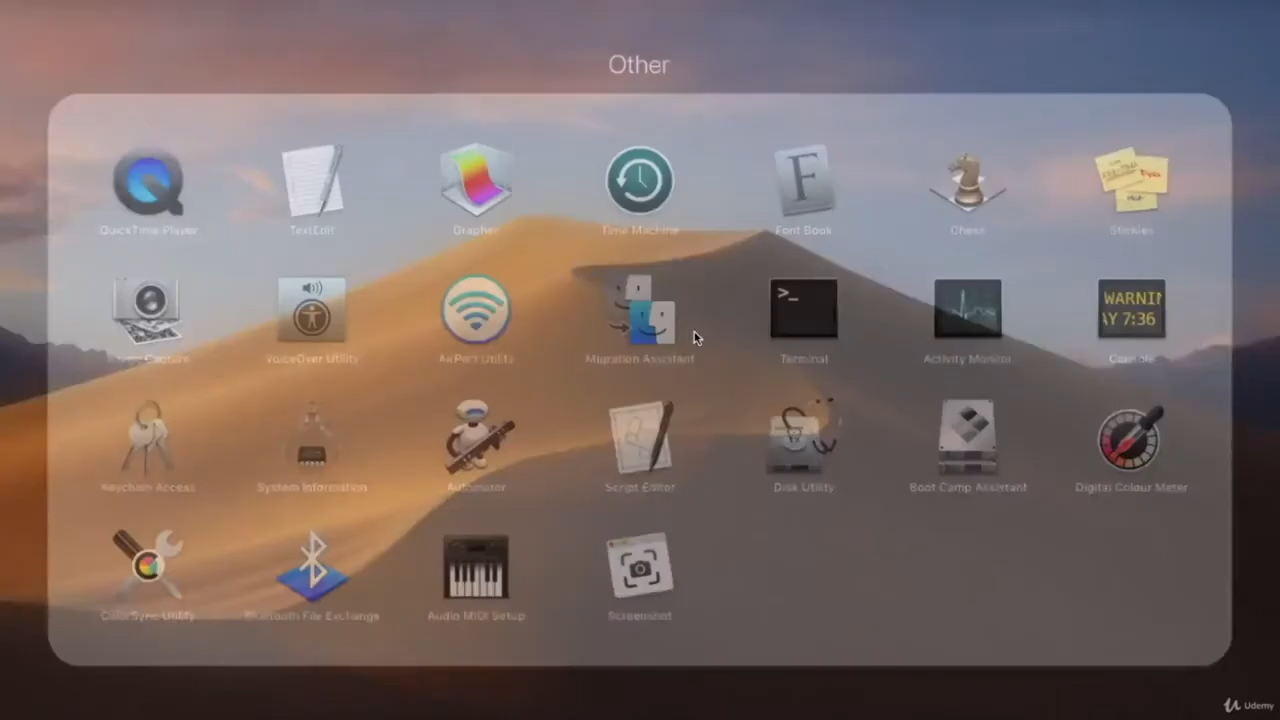 Other
QuickTime Player
TextEdit
Grapher
Time Machine
Font Book
Chess
Stickies
Capture
VoiceOver Utility
AirPort Utility
Migration Assistant
Terminal
Activity Monitor
WARNIN
AY 7:36
Console
Keychain Access
System Information
Automator
Script Editor
Disk Utility
Boot Camp Assistant
Digital Colour Meter
ColorSync Utility
Bluetooth File Exchange
Audio MIDI Setup
Screenshot
Udemy